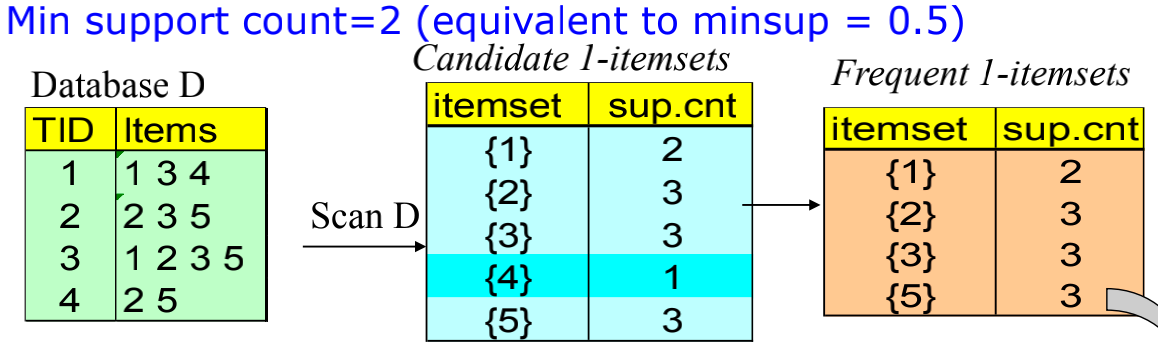 Min support count=2 (equivalent to minsup = 0.5)
Candidate 1-itemsets
Frequent 1-itemsets
Database D
TID Items
1 1 3 4
2 2 3 5
3 1 2 3 5
4 2 5
Scan D
itemset sup.cnt
{1} 2
{2} 3
{3} 3
{4} 1
{5} 3
itemset sup.cnt
{1} 2
{2} 3
{3} 3
{5} 3